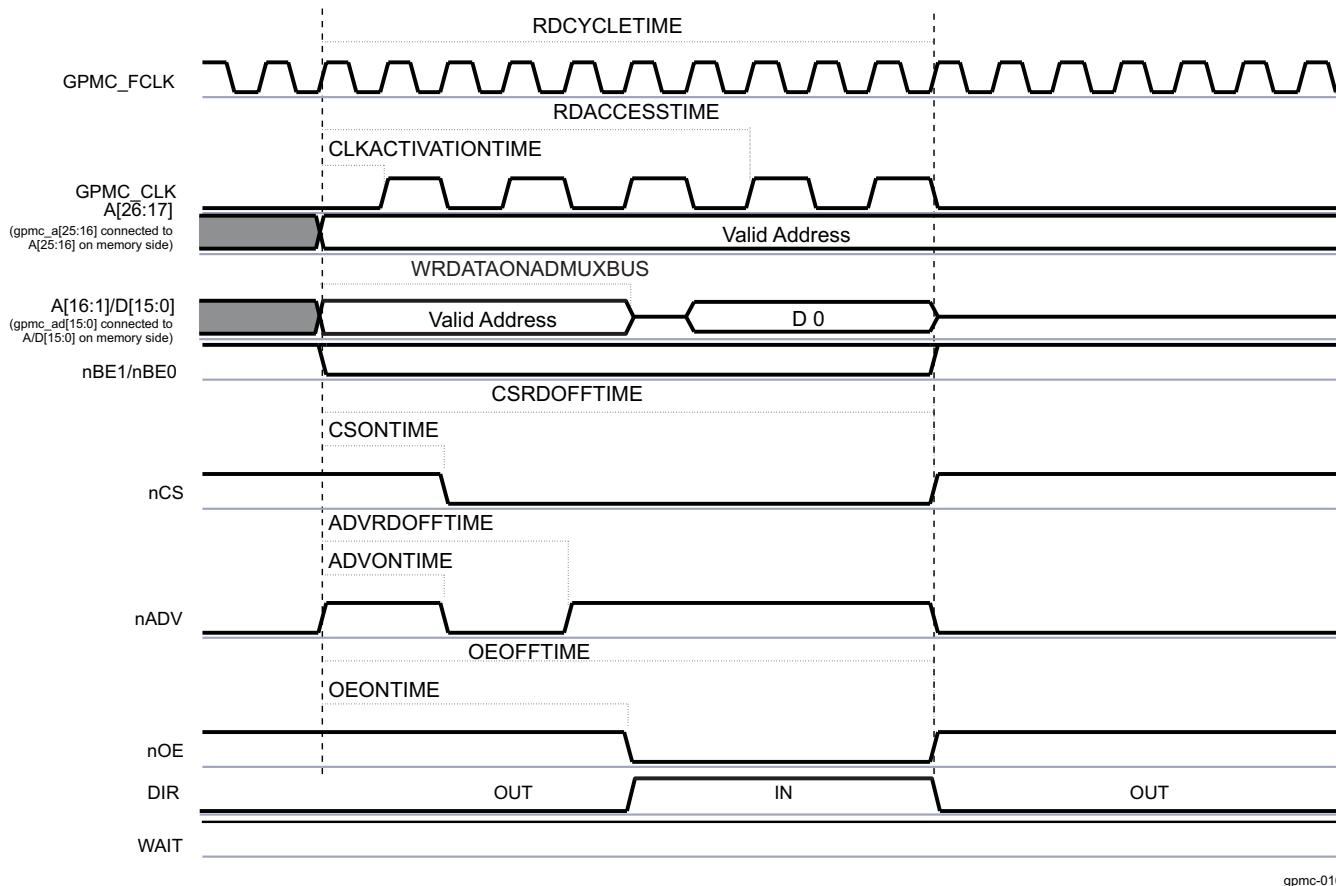 RDCYCLETIME
GPMC_FCLK
RDACCESSTIME
CLKACTIVATIONTIME
GPMC_CLK
A[26:17]
(gpmc_a[25:16] connected to
A[25:16] on memory side)
Valid Address
WRDATAONADMUXBUS
A[16:1]/D[15:0]
(gpmc_ad[15:0] connected to
A/D[15:0] on memory side)
Valid Address
D 0
nBE1/nBE0
CSRDOFFTIME
CSONTIME
nCS
ADVRDOFFTIME
ADVONTIME
nADV
OEOFFTIME
OEONTIME
nOE
DIR
OUT
IN
OUT
WAIT